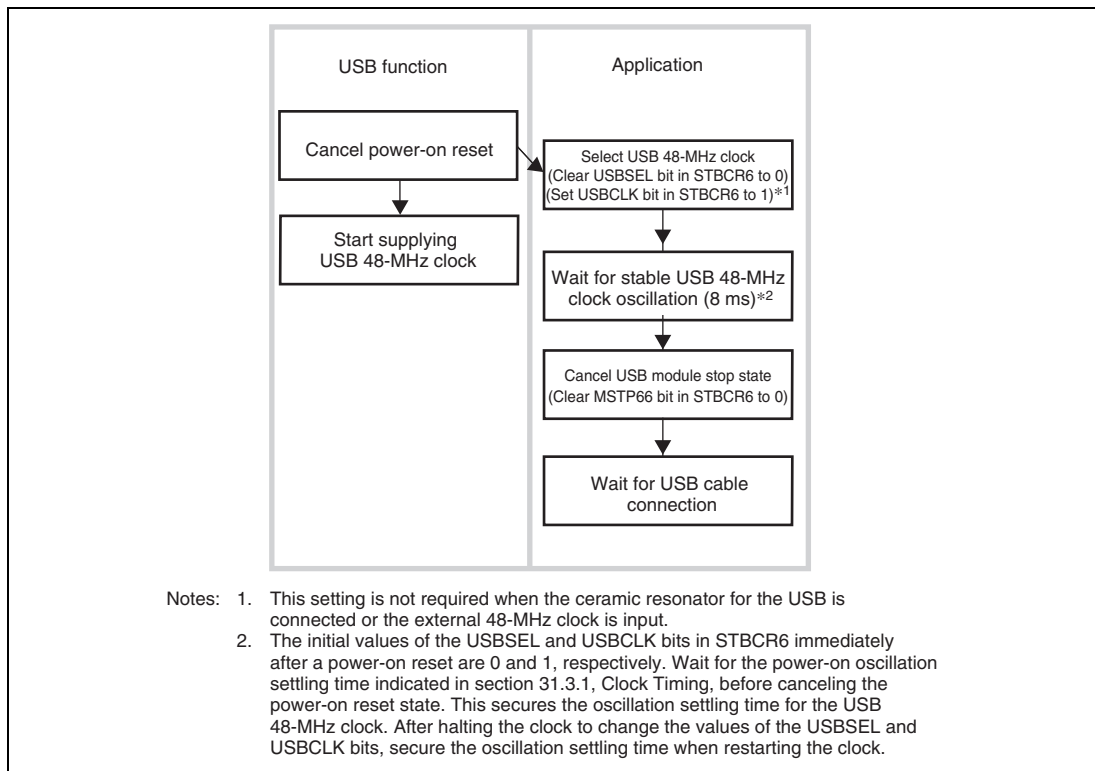 USB function
Application
Cancel power-on reset
Start supplying
USB 48-MHz clock
Select USB 48-MHz clock
(Clear USBSEL bit in STBCR6 to 0)
(Set USBCLK bit in STBCR6 to 1)*1
Wait for stable USB 48-MHz
clock oscillation (8 ms)*2
Cancel USB module stop state
(Clear MSTP66 bit in STBCR6 to 0)
Wait for USB cable
connection
Notes: 1. This setting is not required when the ceramic resonator for the USB is
connected or the external 48-MHz clock is input.
2. The initial values of the USBSEL and USBCLK bits in STBCR6 immediately
after a power-on reset are 0 and 1, respectively. Wait for the power-on oscillation
settling time indicated in section 31.3.1, Clock Timing, before canceling the
power-on reset state. This secures the oscillation settling time for the USB
48-MHz clock. After halting the clock to change the values of the USBSEL and
USBCLK bits, secure the oscillation settling time when restarting the clock.